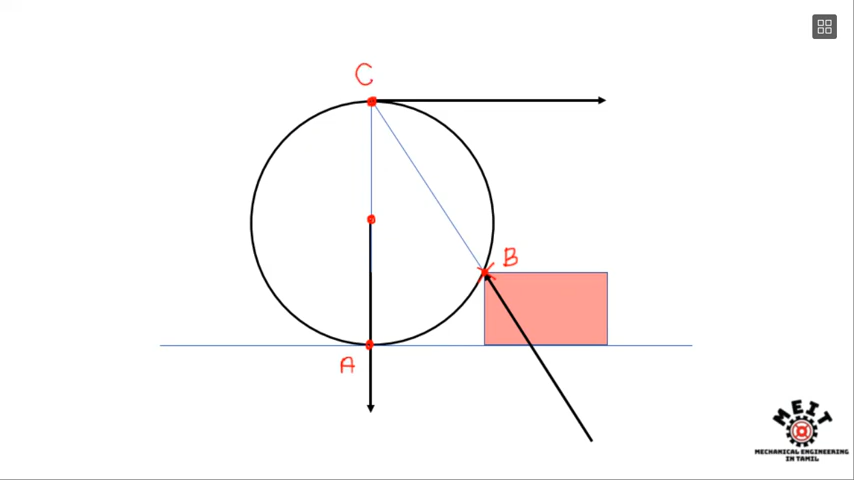 C
B
A
MEIT
MECHANICAL ENGINEERING
IN TAMIL